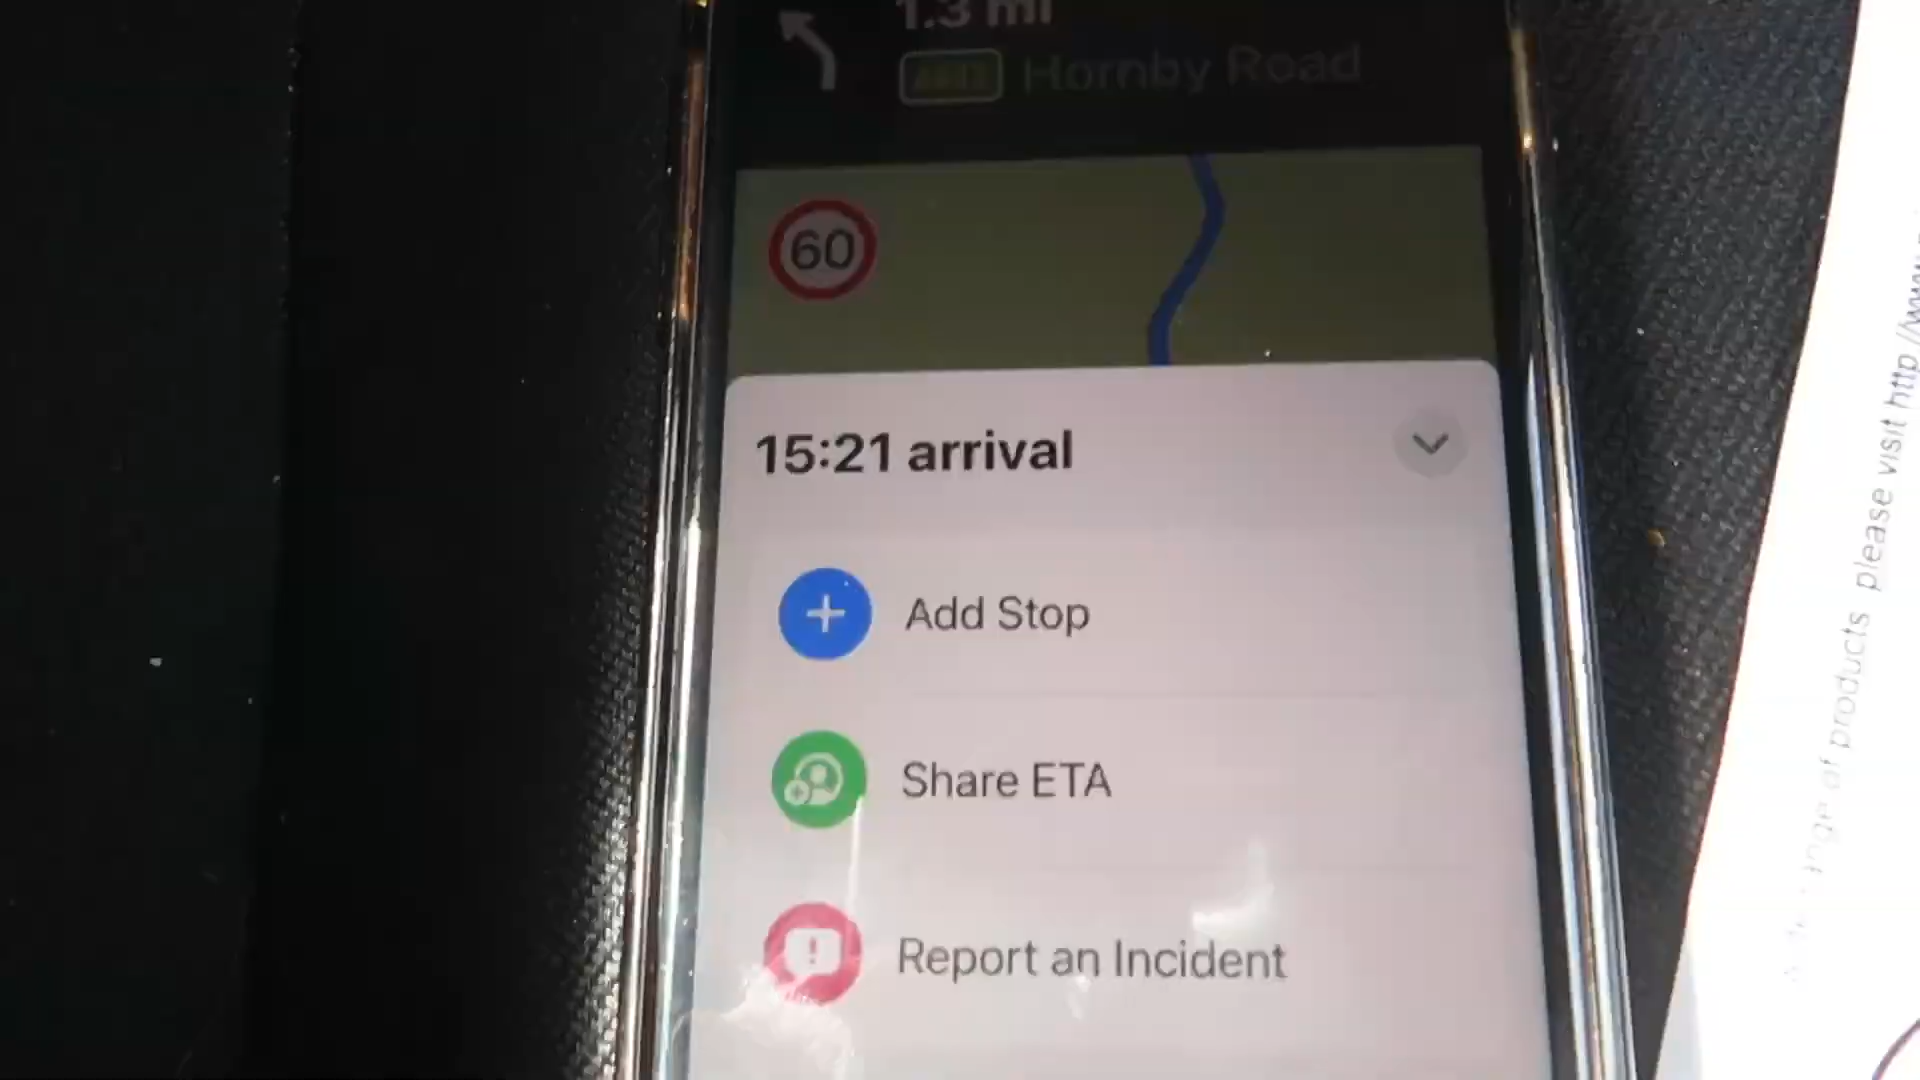 1.3 mi
Hornby Road
60
15:21 arrival
Add Stop
Share ETA
Report an Incident
of products please visit http://www.